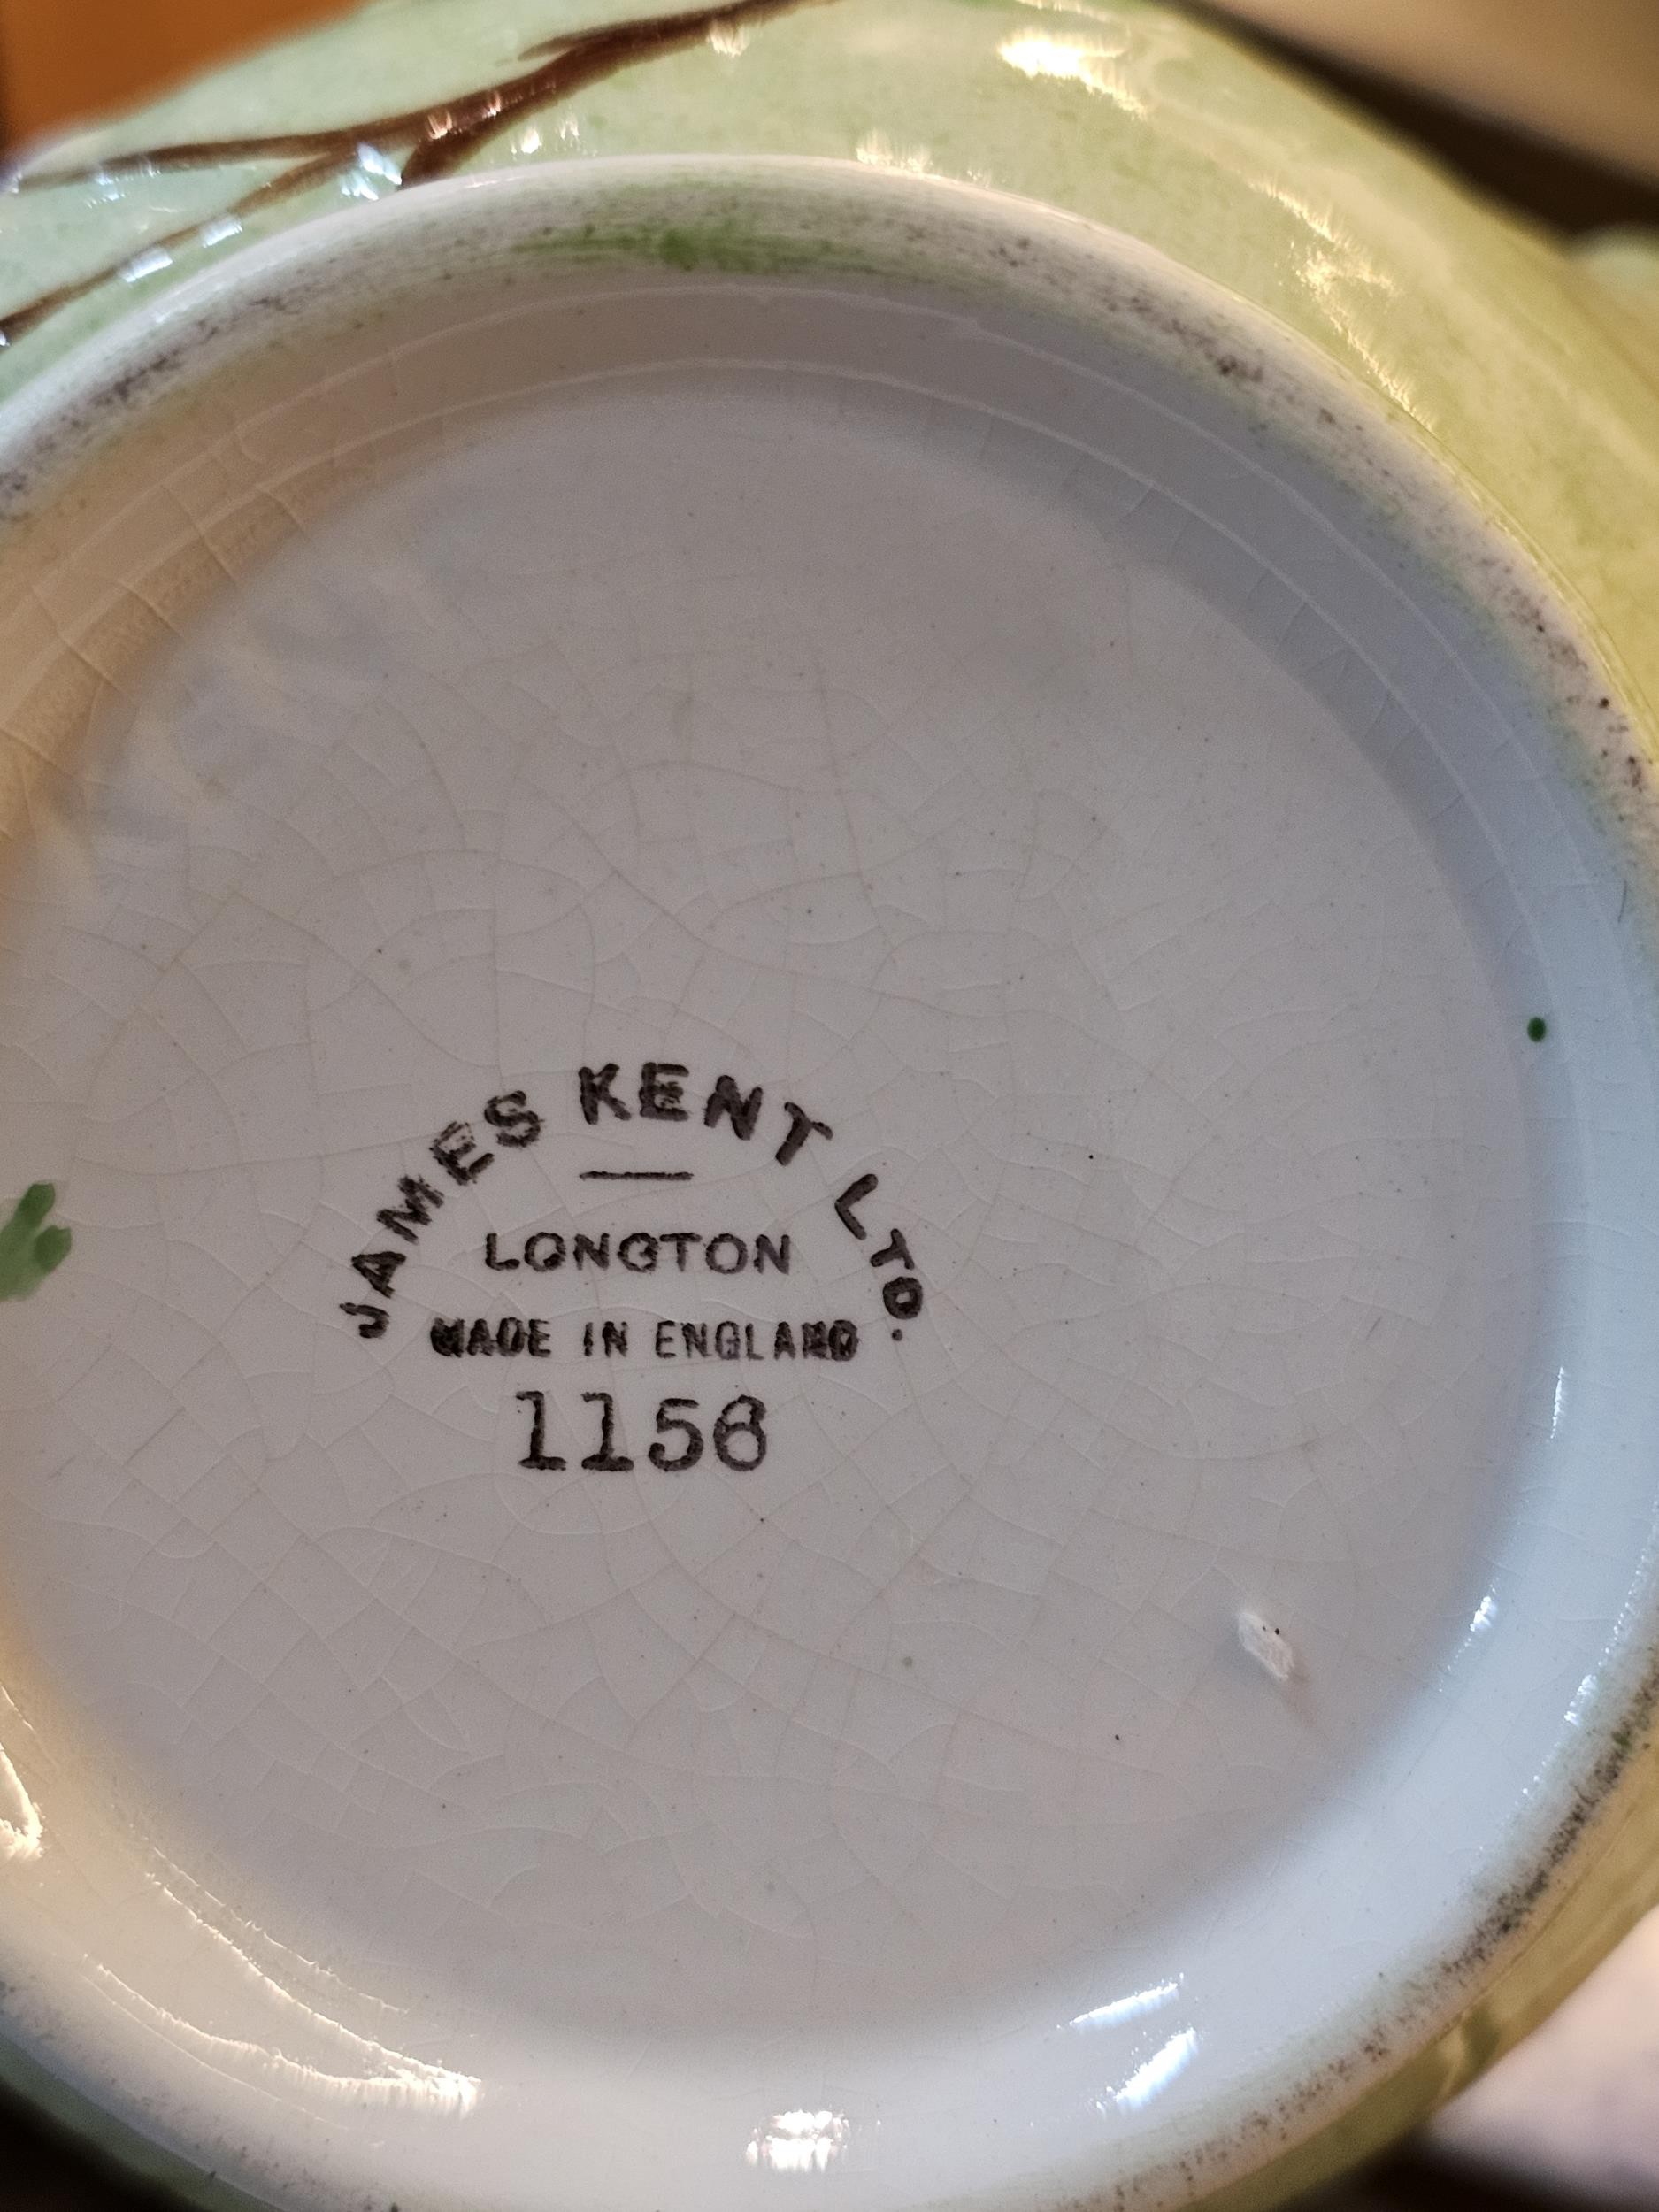 JAMES KENT LTD.
LONGTON
MADE IN ENGLAND
1156